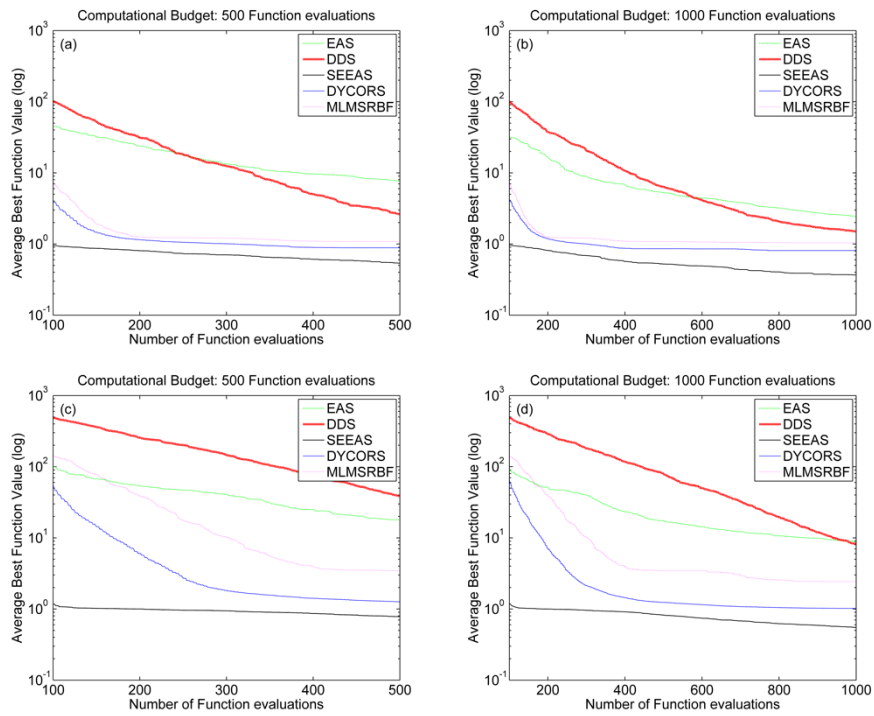 Computational Budget: 500 Function evaluations
(a)
EAS
DDS
SEEAS
DYCORS
MLMSRBF
10^3
10^2
10^1
10^0
10^-1
Average Best Function Value (log)
100 200 300 400 500
Number of Function evaluations
Computational Budget: 1000 Function evaluations
(b)
EAS
DDS
SEEAS
DYCORS
MLMSRBF
10^3
10^2
10^1
10^0
10^-1
Average Best Function Value (log)
200 400 600 800 1000
Number of Function evaluations
Computational Budget: 500 Function evaluations
(c)
EAS
DDS
SEEAS
DYCORS
MLMSRBF
10^3
10^2
10^1
10^0
10^-1
Average Best Function Value (log)
100 200 300 400 500
Number of Function evaluations
Computational Budget: 1000 Function evaluations
(d)
EAS
DDS
SEEAS
DYCORS
MLMSRBF
10^3
10^2
10^1
10^0
10^-1
Average Best Function Value (log)
200 400 600 800 1000
Number of Function evaluations